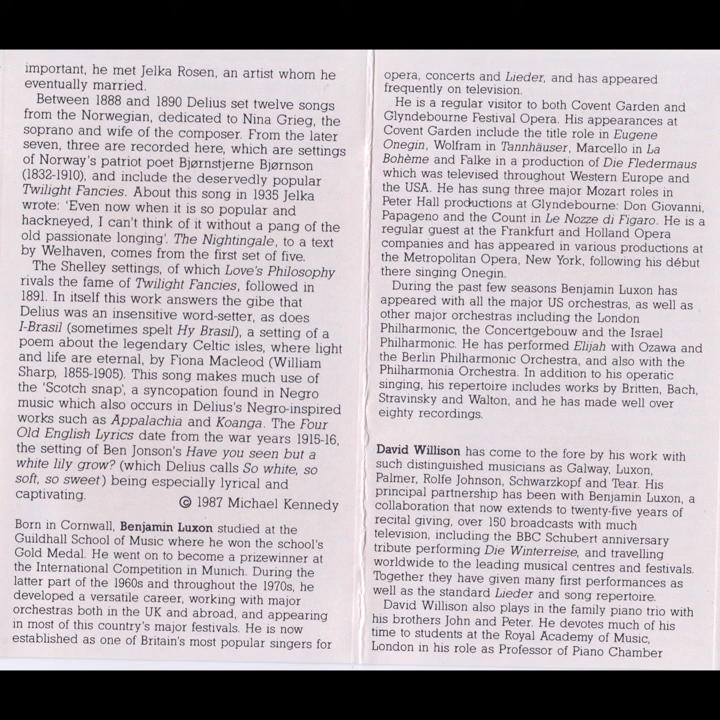 important, he met Jelka Rosen, an artist whom he
eventually married.
Between 1888 and 1890 Delius set twelve songs
from the Norwegian, dedicated to Nina Grieg, the
soprano and wife of the composer. From the later
seven, three are recorded here, which are settings
of Norway's patriot poet Bjørnstjerne Bjørnson
(1832-1910), and include the deservedly popular
Twilight Fancies. About this song in 1935 Jelka
wrote: 'Even now when it is so popular and
hackneyed, I can't think of it without a pang of the
old passionate longing'. The Nightingale, to a text
by Welhaven, comes from the first set of five.
The Shelley settings, of which Love's Philosophy
rivals the fame of Twilight Fancies, followed in
1891. In itself this work answers the gibe that
Delius was an insensitive word-setter, as does
I-Brasil (sometimes spelt Hy Brasil), a setting of a
poem about the legendary Celtic isles, where light
and life are eternal, by Fiona Macleod (William
Sharp, 1855-1905). This song makes much use of
the 'Scotch snap', a syncopation found in Negro
music which also occurs in Delius's Negro-inspired
works such as Appalachia and Koanga. The Four
Old English Lyrics date from the war years 1915-16,
the setting of Ben Jonson's Have you seen but a
white lily grow? (which Delius calls So white, so
soft, so sweet) being especially lyrical and
captivating.
© 1987 Michael Kennedy
Born in Cornwall, Benjamin Luxon studied at the
Guildhall School of Music where he won the school's
Gold Medal. He went on to become a prizewinner at
the International Competition in Munich. During the
latter part of the 1960s and throughout the 1970s, he
developed a versatile career, working with major
orchestras both in the UK and abroad, and appearing
in most of this country's major festivals. He is now
established as one of Britain's most popular singers for
opera, concerts and Lieder, and has appeared
frequently on television.
He is a regular visitor to both Covent Garden and
Glyndebourne Festival Opera. His appearances at
Covent Garden include the title role in Eugene
Onegin, Wolfram in Tannhäuser, Marcello in La
Bohème and Falke in a production of Die Fledermaus
which was televised throughout Western Europe and
the USA. He has sung three major Mozart roles in
Peter Hall productions at Glyndebourne: Don Giovanni,
Papageno and the Count in Le Nozze di Figaro. He is a
regular guest at the Frankfurt and Holland Opera
companies and has appeared in various productions at
the Metropolitan Opera, New York, following his début
there singing Onegin.
During the past few seasons Benjamin Luxon has
appeared with all the major US orchestras, as well as
other major orchestras including the London
Philharmonic, the Concertgebouw and the Israel
Philharmonic. He has performed Elijah with Ozawa and
the Berlin Philharmonic Orchestra, and also with the
Philharmonia Orchestra. In addition to his operatic
singing, his repertoire includes works by Britten, Bach,
Stravinsky and Walton, and he has made well over
eighty recordings.
David Willison has come to the fore by his work with
such distinguished musicians as Galway, Luxon,
Palmer, Rolfe Johnson, Schwarzkopf and Tear. His
principal partnership has been with Benjamin Luxon, a
collaboration that now extends to twenty-five years of
recital giving, over 150 broadcasts with much
television, including the BBC Schubert anniversary
tribute performing Die Winterreise, and travelling
worldwide to the leading musical centres and festivals.
Together they have given many first performances as
well as the standard Lieder and song repertoire.
David Willison also plays in the family piano trio with
his brothers John and Peter. He devotes much of his
time to students at the Royal Academy of Music,
London in his role as Professor of Piano Chamber